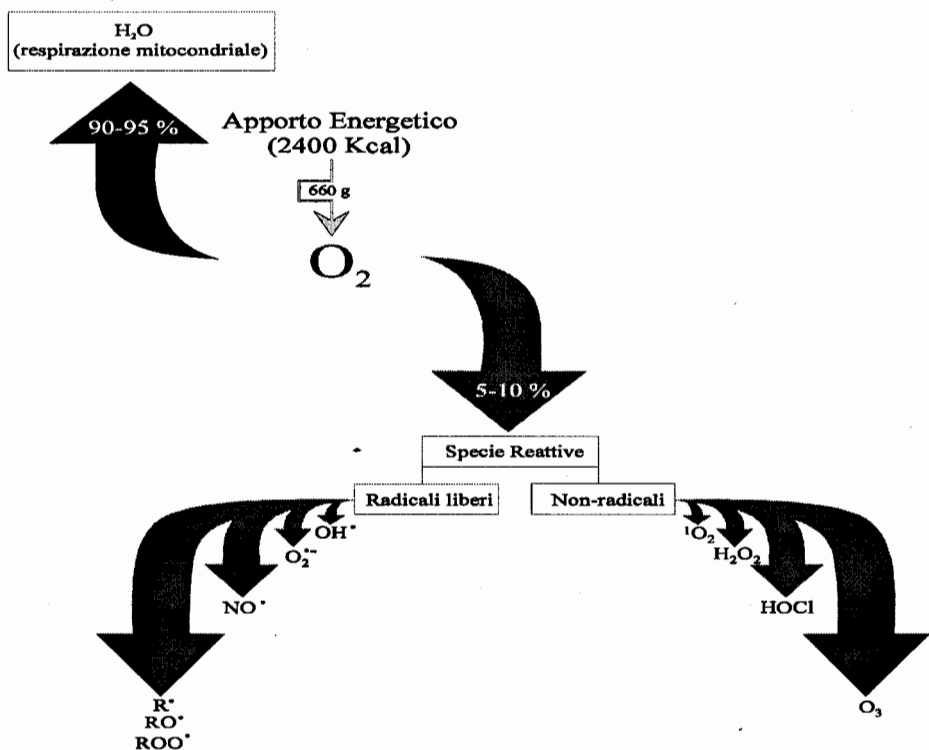 H₂O
(respirazione mitocondriale)
90-95 %
Apporto Energetico
(2400 Kcal)
660 g
O₂
5-10 %
Specie Reattive
Radicali liberi
Non-radicali
OH•
O₂•−
NO•
R•
RO•
ROO•
¹O₂
H₂O₂
HOCl
O₃